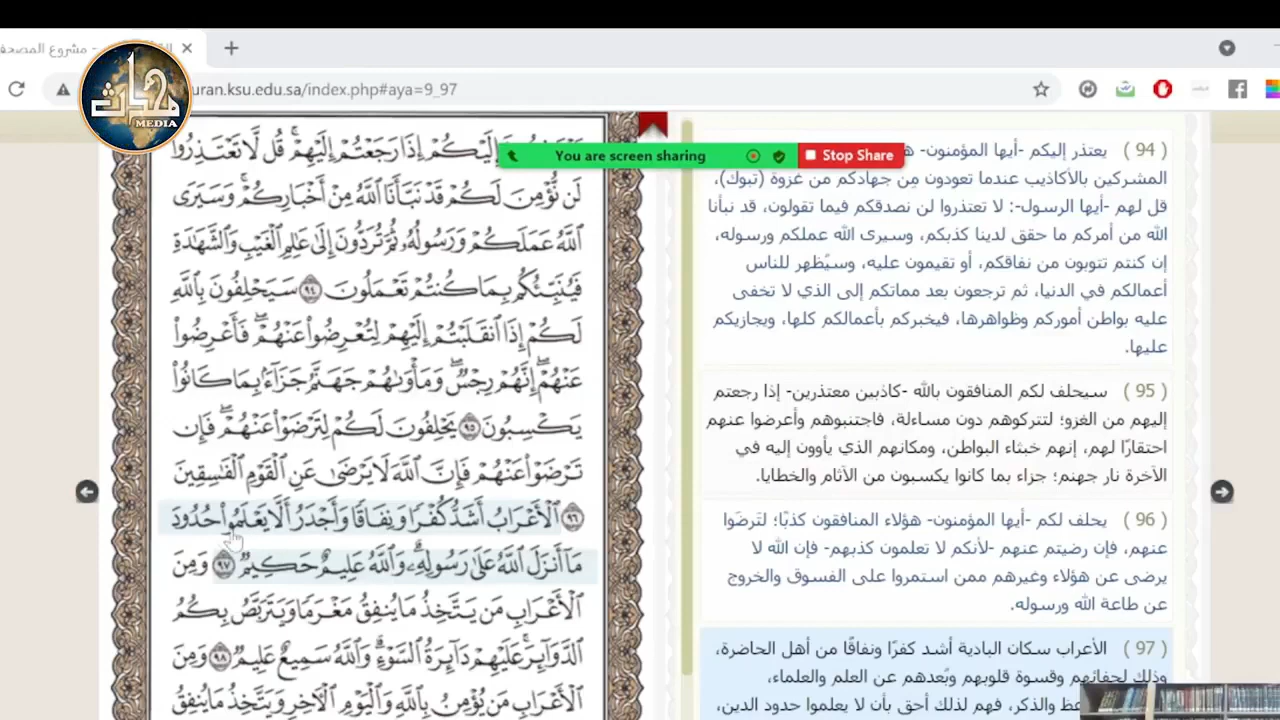 uran.ksu.edu.sa/index.php#aya=9_97
هدات
MEDIA
You are screen sharing
Stop Share
إِلَيْكُمْ إِذَا رَجَعْتُمْ إِلَيْهِمْ ۚ قُل لَّا تَعْتَذِرُوا۟
لَن نُّؤْمِنَ لَكُمْ قَدْ نَبَّأَنَا ٱللَّهُ مِنْ أَخْبَارِكُمْ ۚ وَسَيَرَى
ٱللَّهُ عَمَلَكُمْ وَرَسُولُهُۥ ثُمَّ تُرَدُّونَ إِلَىٰ عَٰلِمِ ٱلْغَيْبِ وَٱلشَّهَٰدَةِ
فَيُنَبِّئُكُم بِمَا كُنتُمْ تَعْمَلُونَ ٩٤ سَيَحْلِفُونَ بِٱللَّهِ
لَكُمْ إِذَا ٱنقَلَبْتُمْ إِلَيْهِمْ لِتُعْرِضُوا۟ عَنْهُمْ ۖ فَأَعْرِضُوا۟
عَنْهُمْ ۖ إِنَّهُمْ رِجْسٌ ۖ وَمَأْوَىٰهُمْ جَهَنَّمُ جَزَآءًۢ بِمَا كَانُوا۟
يَكْسِبُونَ ٩٥ يَحْلِفُونَ لَكُمْ لِتَرْضَوْا۟ عَنْهُمْ ۖ فَإِن
تَرْضَوْا۟ عَنْهُمْ فَإِنَّ ٱللَّهَ لَا يَرْضَىٰ عَنِ ٱلْقَوْمِ ٱلْفَٰسِقِينَ
٩٦ ٱلْأَعْرَابُ أَشَدُّ كُفْرًا وَنِفَاقًا وَأَجْدَرُ أَلَّا يَعْلَمُوا۟ حُدُودَ
مَآ أَنزَلَ ٱللَّهُ عَلَىٰ رَسُولِهِۦ ۗ وَٱللَّهُ عَلِيمٌ حَكِيمٌ ٩٧ وَمِنَ
ٱلْأَعْرَابِ مَن يَتَّخِذُ مَا يُنفِقُ مَغْرَمًا وَيَتَرَبَّصُ بِكُمُ
ٱلدَّوَآئِرَ ۚ عَلَيْهِمْ دَآئِرَةُ ٱلسَّوْءِ ۗ وَٱللَّهُ سَمِيعٌ عَلِيمٌ ٩٨ وَمِنَ
ٱلْأَعْرَابِ مَن يُؤْمِنُ بِٱللَّهِ وَٱلْيَوْمِ ٱلْءَاخِرِ وَيَتَّخِذُ مَا يُنفِقُ
(94) يعتذر إليكم -أيها المؤمنون-
المشركين بالأكاذيب عندما تعودون مِن جهادكم من غزوة (تبوك)،
قل لهم -أيها الرسول-: لا تعتذروا لن نصدقكم فيما تقولون، قد نبأنا
الله من أمركم ما حقق لدينا كذبكم، وسيرى الله عملكم ورسوله،
إن كنتم تتوبون من نفاقكم، أو تقيمون عليه، وسيُظهر للناس
أعمالكم في الدنيا، ثم ترجعون بعد مماتكم إلى الذي لا تخفى
عليه بواطن أموركم وظواهرها، فيخبركم بأعمالكم كلها، ويجازيكم
عليها.
(95) سيحلف لكم المنافقون بالله -كاذبين معتذرين- إذا رجعتم
إليهم من الغزو؛ لتتركوهم دون مساءلة، فاجتنبوهم وأعرضوا عنهم
احتقارًا لهم، إنهم خبثاء البواطن، ومكانهم الذي يأوون إليه في
الآخرة نار جهنم؛ جزاء بما كانوا يكسبون من الآثام والخطايا.
(96) يحلف لكم -أيها المؤمنون- هؤلاء المنافقون كذبًا؛ لتَرضَوا
عنهم، فإن رضيتم عنهم -لأنكم لا تعلمون كذبهم- فإن الله لا
يرضى عن هؤلاء وغيرهم ممن استمروا على الفسوق والخروج
عن طاعة الله ورسوله.
(97) الأعراب سكان البادية أشد كفرًا ونفاقًا من أهل الحاضرة،
وذلك لجفائهم وقسوة قلوبهم وبُعدهم عن العلم والعلماء،
والذكر، فهم لذلك أحق بأن لا يعلموا حدود الدين،